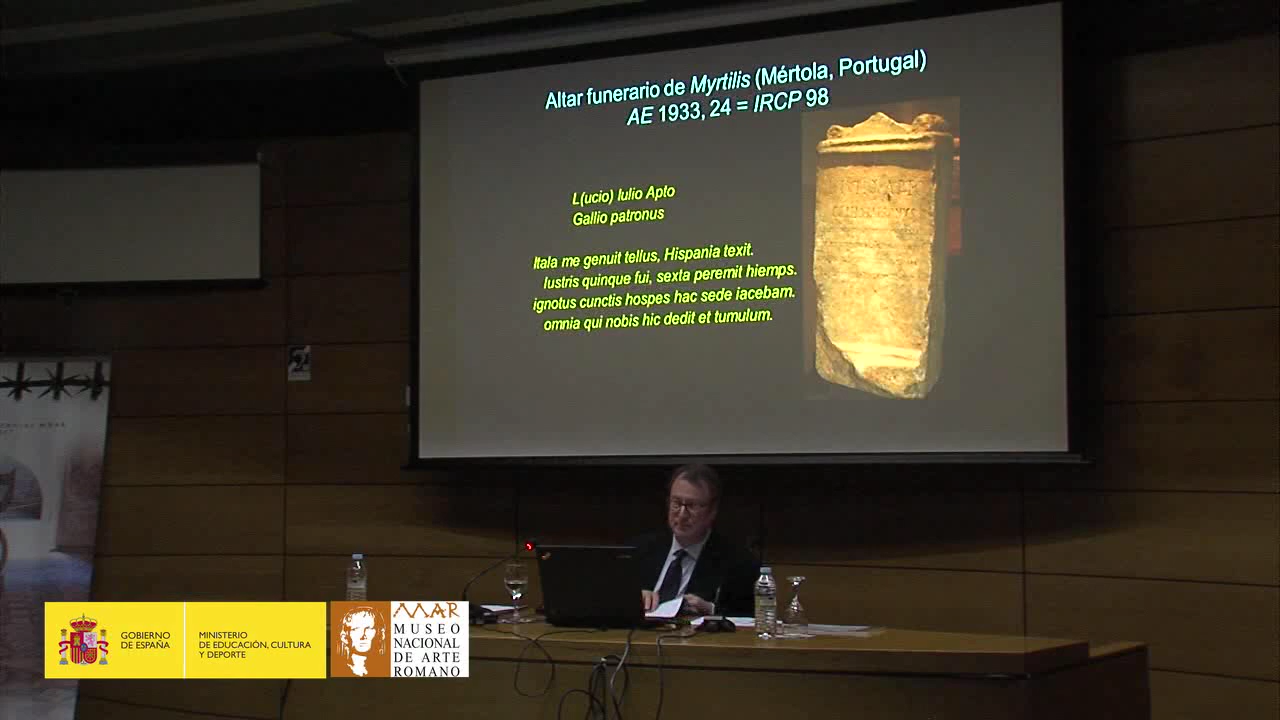 Altar funerario de Myrtilis (Mértola, Portugal)
AE 1933, 24 = IRCP 98
L(ucio) Iulio Apto
Gallio patronus
Itala me genuit tellus, Hispania texit.
lustris quinque fui, sexta peremit hiemps.
ignotus cunctis hospes hac sede iacebam.
omnia qui nobis hic dedit et tumulum.
GOBIERNO
DE ESPAÑA
MINISTERIO
DE EDUCACIÓN, CULTURA
Y DEPORTE
MAR
MUSEO
NACIONAL
DE ARTE
ROMANO